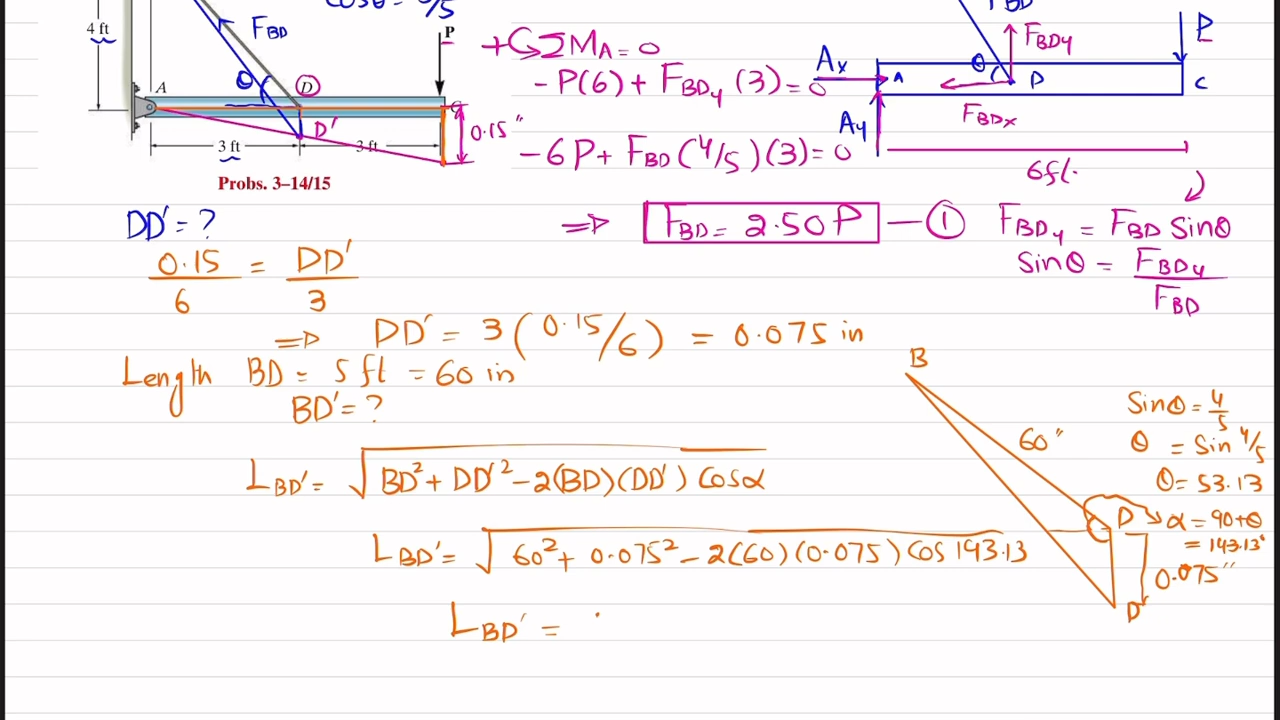 cosθ = 3/5
4 ft
F_BD
P
θ
A
D
C
D'
0.15"
3 ft
3 ft
Probs. 3–14/15
+↺ ΣM_A = 0
-P(6) + F_BDy (3) = 0
-6P + F_BD (4/5)(3) = 0
⇒ F_BD = 2.50P — ①
F_BD
F_BDy
P
A_x
A
θ
D
C
A_y
F_BDx
6ft.
F_BDy = F_BD Sinθ
Sinθ = F_BDy / F_BD
DD' = ?
0.15/6 = DD'/3
⇒ DD' = 3(0.15/6) = 0.075 in
Length BD = 5 ft = 60 in
BD' = ?
L_BD' = √(BD² + DD'² - 2(BD)(DD') Cosα)
L_BD' = √(60² + 0.075² - 2(60)(0.075) Cos 143.13)
L_BD' =
B
60"
D
D'
0.075"
Sinθ = 4/5
θ = Sin 4/5
θ = 53.13
α = 90+θ
= 143.13°